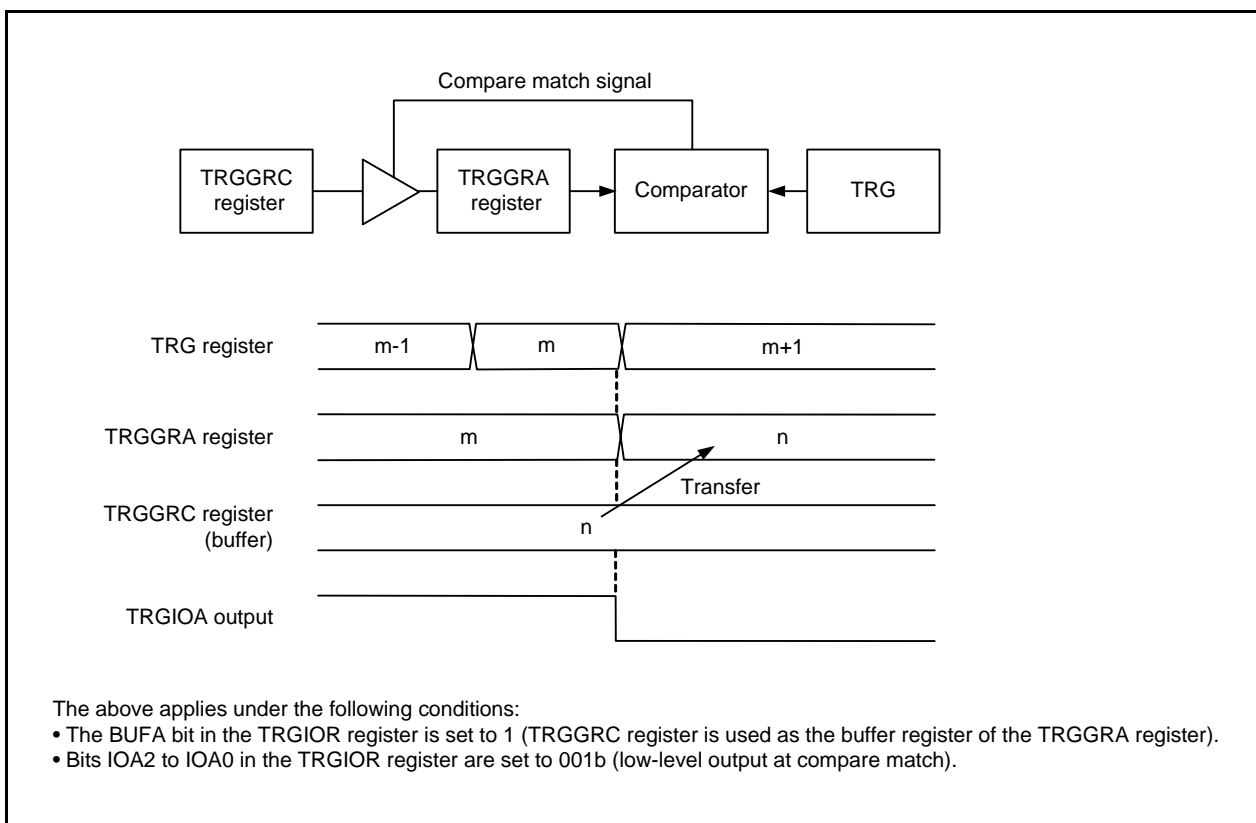 Compare match signal
TRGGRC
register
TRGGRA
register
Comparator
TRG
TRG register
m-1
m
m+1
TRGGRA register
m
n
Transfer
TRGGRC register
(buffer)
n
TRGIOA output
The above applies under the following conditions:
• The BUFA bit in the TRGIOR register is set to 1 (TRGGRC register is used as the buffer register of the TRGGRA register).
• Bits IOA2 to IOA0 in the TRGIOR register are set to 001b (low-level output at compare match).